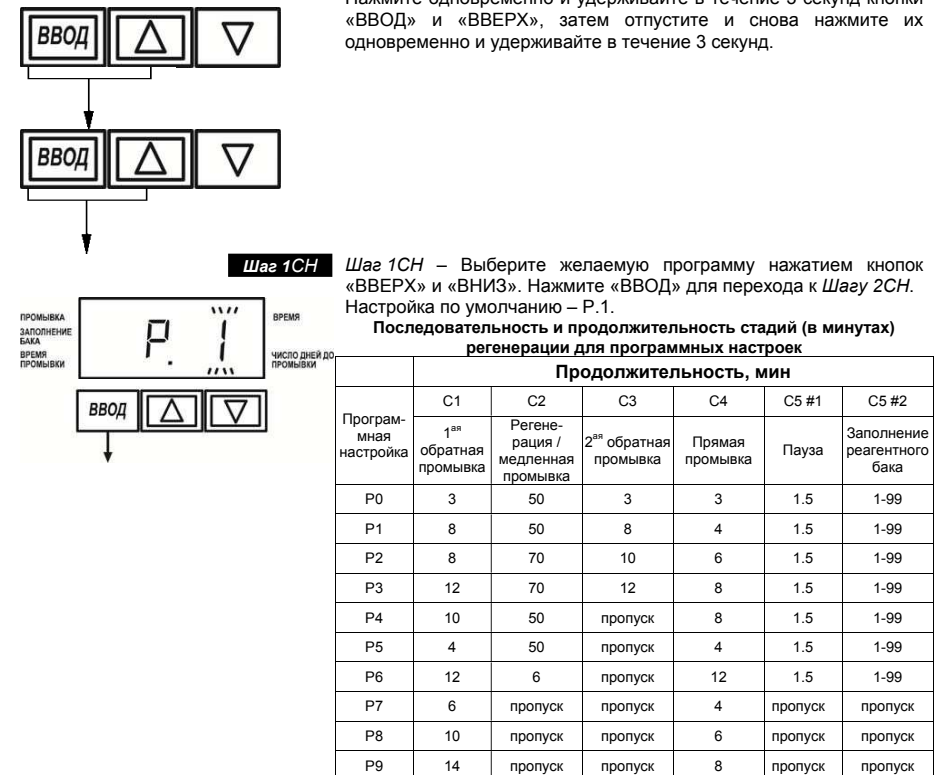 Нажмите одновременно и удерживайте в течение 3 секунд кнопки
«ВВОД» и «ВВЕРХ», затем отпустите и снова нажмите их
одновременно и удерживайте в течение 3 секунд.
ВВОД
ВВОД
Шаг 1СН
Шаг 1СН – Выберите желаемую программу нажатием кнопок
«ВВЕРХ» и «ВНИЗ». Нажмите «ВВОД» для перехода к Шагу 2СН.
Настройка по умолчанию – P.1.
ПРОМЫВКА
ЗАПОЛНЕНИЕ
БАКА
ВРЕМЯ
ПРОМЫВКИ
P. 1
ВРЕМЯ
ЧИСЛО ДНЕЙ ДО
ПРОМЫВКИ
ВВОД
Последовательность и продолжительность стадий (в минутах)
регенерации для программных настроек
Продолжительность, мин
Програм-
мная
настройка
C1 C2 C3 C4 C5 #1 C5 #2
1ая
обратная
промывка
Регене-
рация /
медленная
промывка
2ая обратная
промывка
Прямая
промывка
Пауза
Заполнение
реагентного
бака
P0 3 50 3 3 1.5 1-99
P1 8 50 8 4 1.5 1-99
P2 8 70 10 6 1.5 1-99
P3 12 70 12 8 1.5 1-99
P4 10 50 пропуск 8 1.5 1-99
P5 4 50 пропуск 4 1.5 1-99
P6 12 6 пропуск 12 1.5 1-99
P7 6 пропуск пропуск 4 пропуск пропуск
P8 10 пропуск пропуск 6 пропуск пропуск
P9 14 пропуск пропуск 8 пропуск пропуск